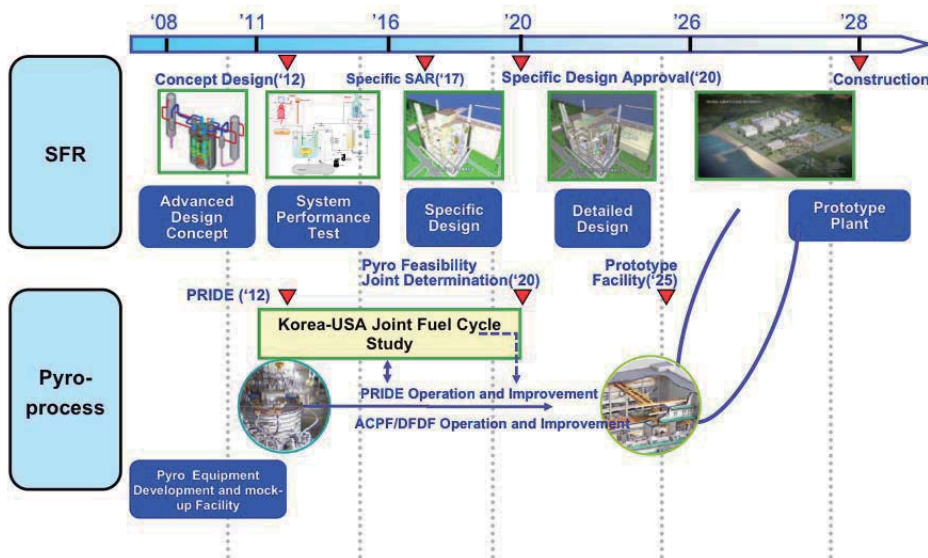 '08
'11
'16
'20
'26
'28
SFR
Concept Design('12)
Specific SAR('17)
Specific Design Approval('20)
Construction
Advanced
Design
Concept
System
Performance
Test
Specific
Design
Detailed
Design
Prototype
Plant
Pyro-
process
PRIDE ('12)
Pyro Feasibility
Joint Determination('20)
Prototype
Facility('25)
Korea-USA Joint Fuel Cycle
Study
PRIDE Operation and Improvement
ACPF/DFDF Operation and Improvement
Pyro Equipment
Development and mock-
up Facility